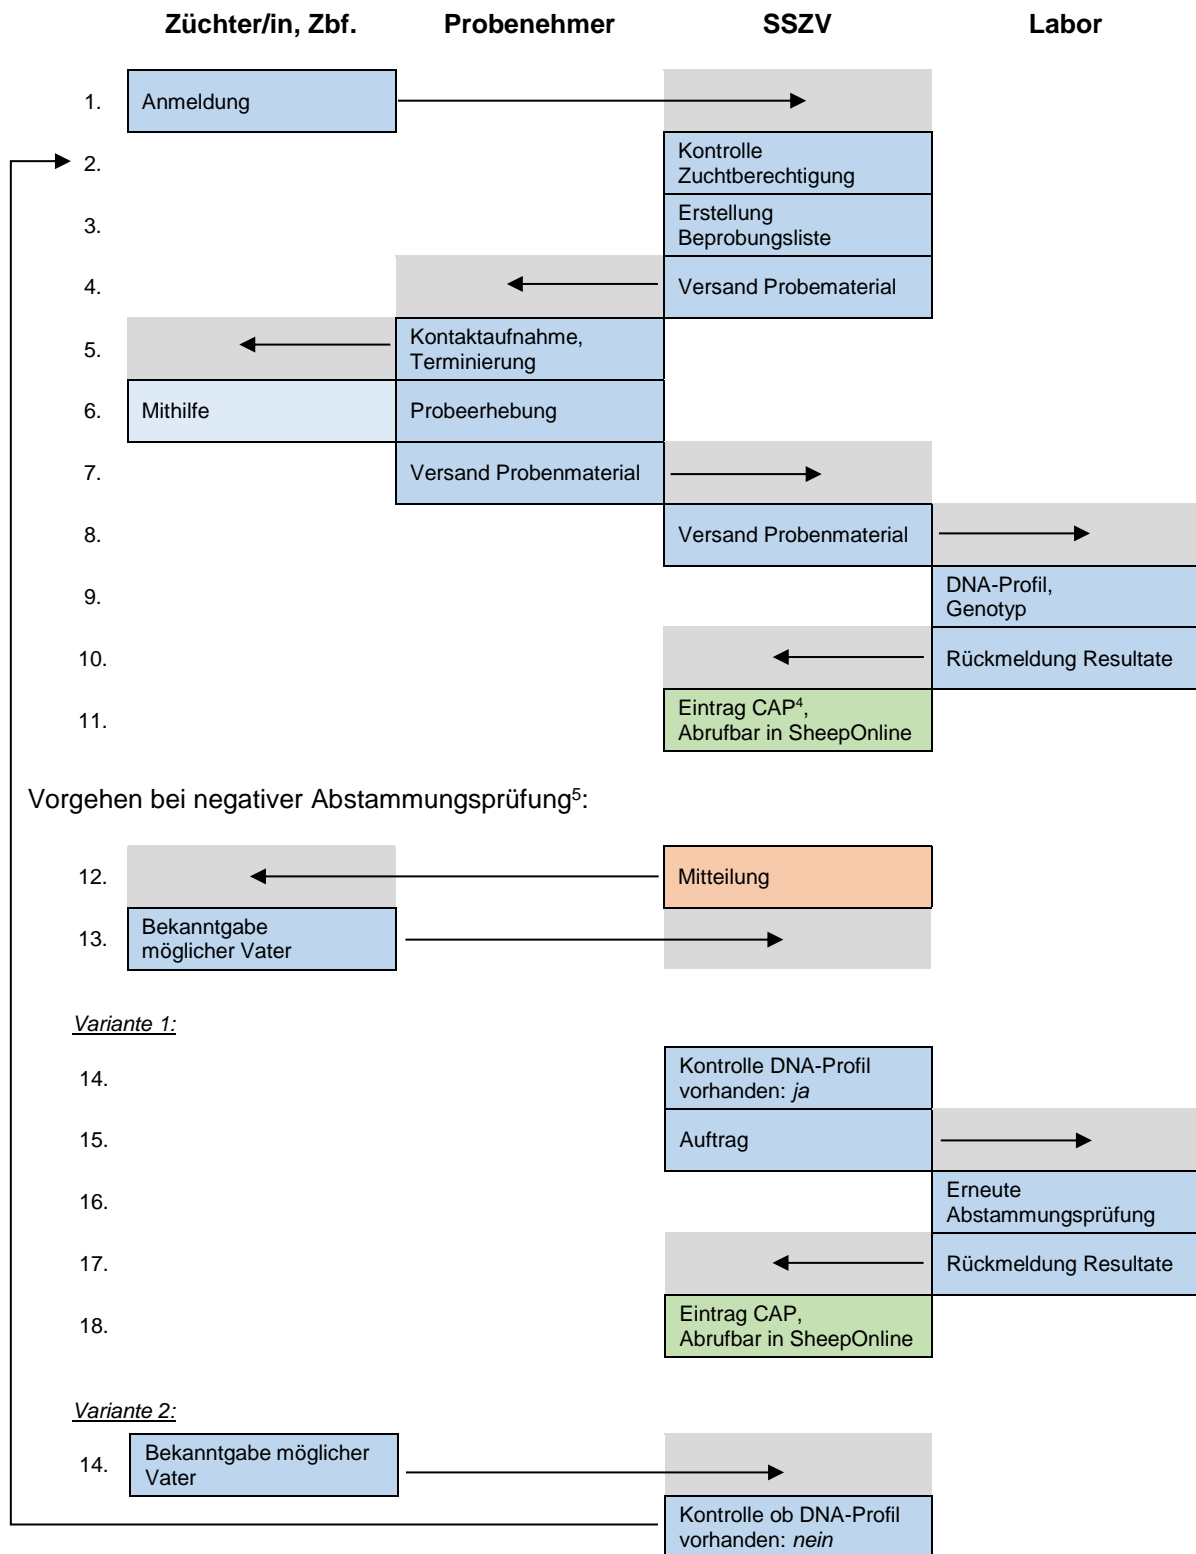 Züchter/in, Zbf. Probenehmer SSZV Labor
1. Anmeldung
2. Kontrolle
Zuchtberechtigung
3. Erstellung
Beprobungsliste
4. Versand Probematerial
5. Kontaktaufnahme,
Terminierung
6. Mithilfe Probeerhebung
7. Versand Probenmaterial
8. Versand Probenmaterial
9. DNA-Profil,
Genotyp
10. Rückmeldung Resultate
11. Eintrag CAP⁴,
Abrufbar in SheepOnline
Vorgehen bei negativer Abstammungsprüfung⁵:
12. Mitteilung
13. Bekanntgabe
möglicher Vater
Variante 1:
14. Kontrolle DNA-Profil
vorhanden: ja
15. Auftrag
16. Erneute
Abstammungsprüfung
17. Rückmeldung Resultate
18. Eintrag CAP,
Abrufbar in SheepOnline
Variante 2:
14. Bekanntgabe möglicher
Vater
Kontrolle ob DNA-Profil
vorhanden: nein